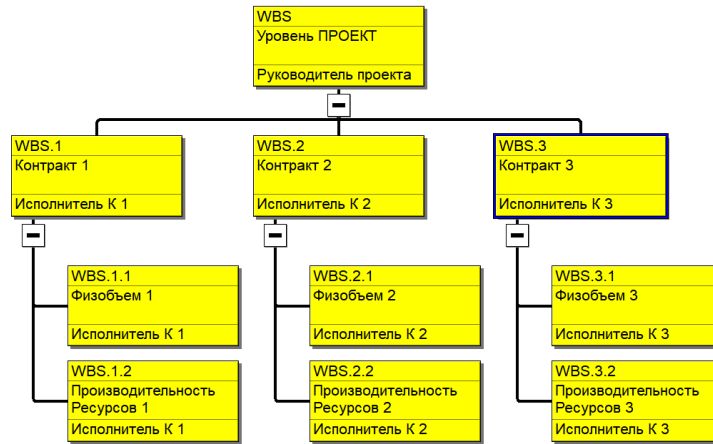 WBS
Уровень ПРОЕКТ
Руководитель проекта
WBS.1
Контракт 1
Исполнитель К 1
WBS.2
Контракт 2
Исполнитель К 2
WBS.3
Контракт 3
Исполнитель К 3
WBS.1.1
Физобъем 1
Исполнитель К 1
WBS.2.1
Физобъем 2
Исполнитель К 2
WBS.3.1
Физобъем 3
Исполнитель К 3
WBS.1.2
Производительность
Ресурсов 1
Исполнитель К 1
WBS.2.2
Производительность
Ресурсов 2
Исполнитель К 2
WBS.3.2
Производительность
Ресурсов 3
Исполнитель К 3